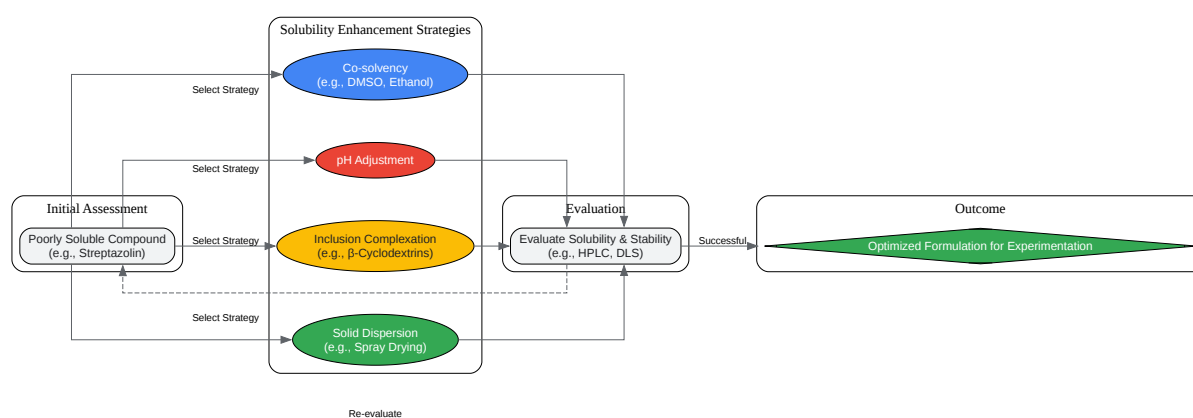 Solubility Enhancement Strategies
Co-solvency
(e.g., DMSO, Ethanol)
Select Strategy
pH Adjustment
Select Strategy
Initial Assessment
Poorly Soluble Compound
(e.g., Streptazolin)
Select Strategy
Inclusion Complexation
(e.g., β-Cyclodextrins)
Evaluation
Evaluate Solubility & Stability
(e.g., HPLC, DLS)
Successful
Outcome
Optimized Formulation for Experimentation
Select Strategy
Solid Dispersion
(e.g., Spray Drying)
Re-evaluate